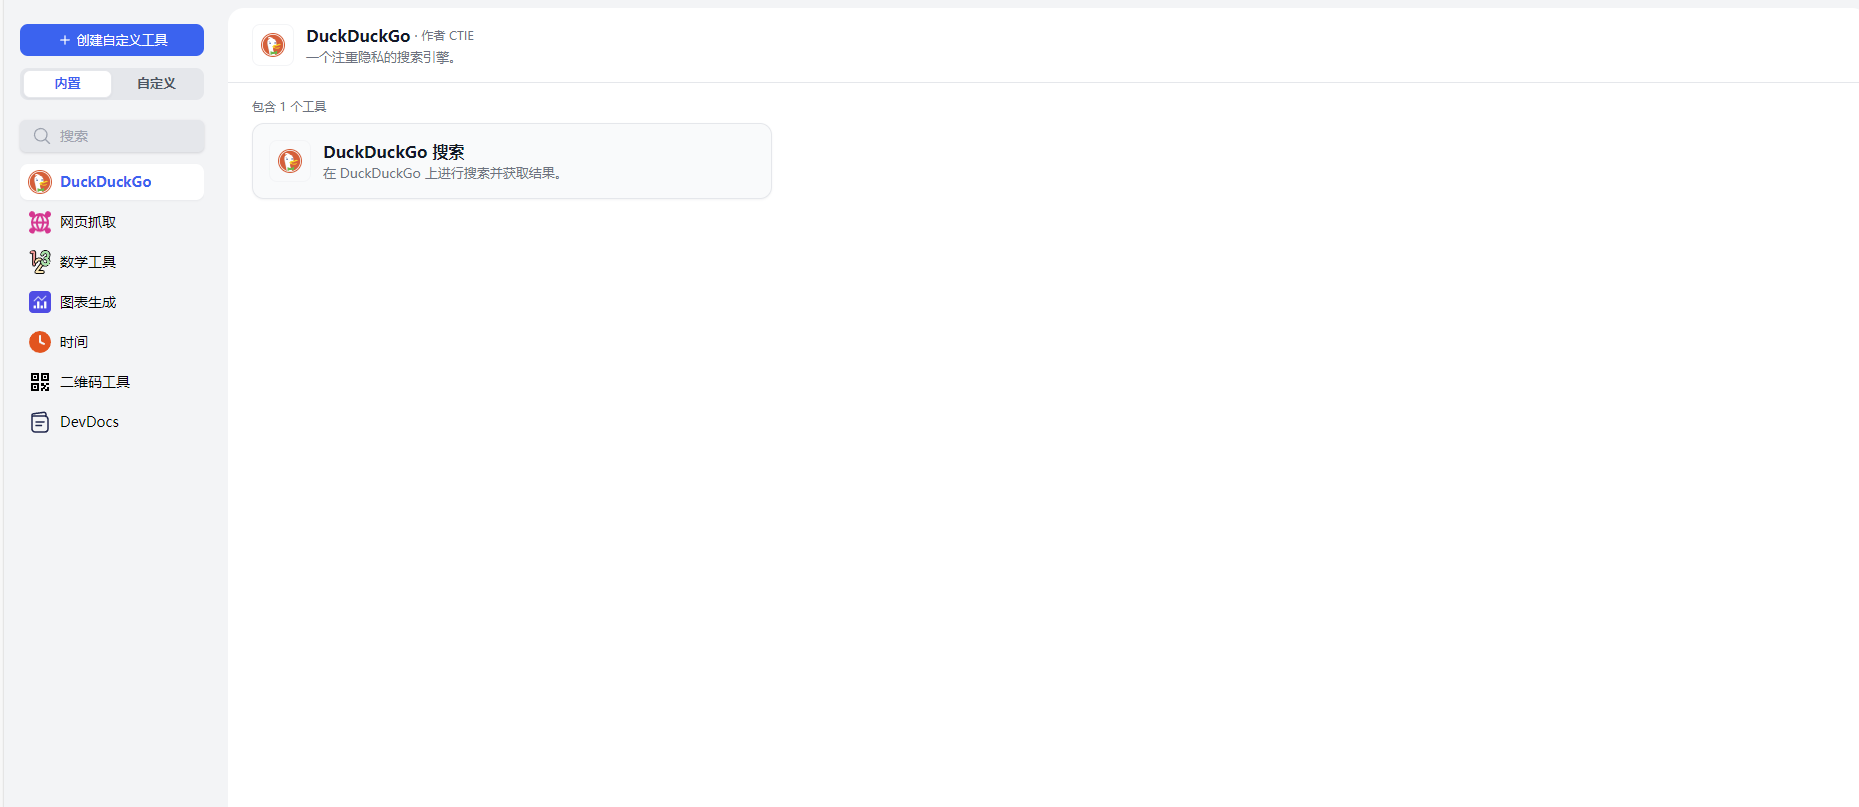 + 创建自定义工具
内置 自定义
搜索
DuckDuckGo
网页抓取
数学工具
图表生成
时间
二维码工具
DevDocs
DuckDuckGo · 作者 CTIE
一个注重隐私的搜索引擎。
包含 1 个工具
DuckDuckGo 搜索
在 DuckDuckGo 上进行搜索并获取结果。